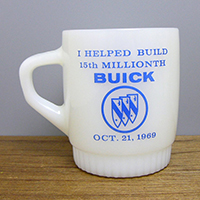 I HELPED BUILD
15th MILLIONTH
BUICK
OCT. 21, 1969